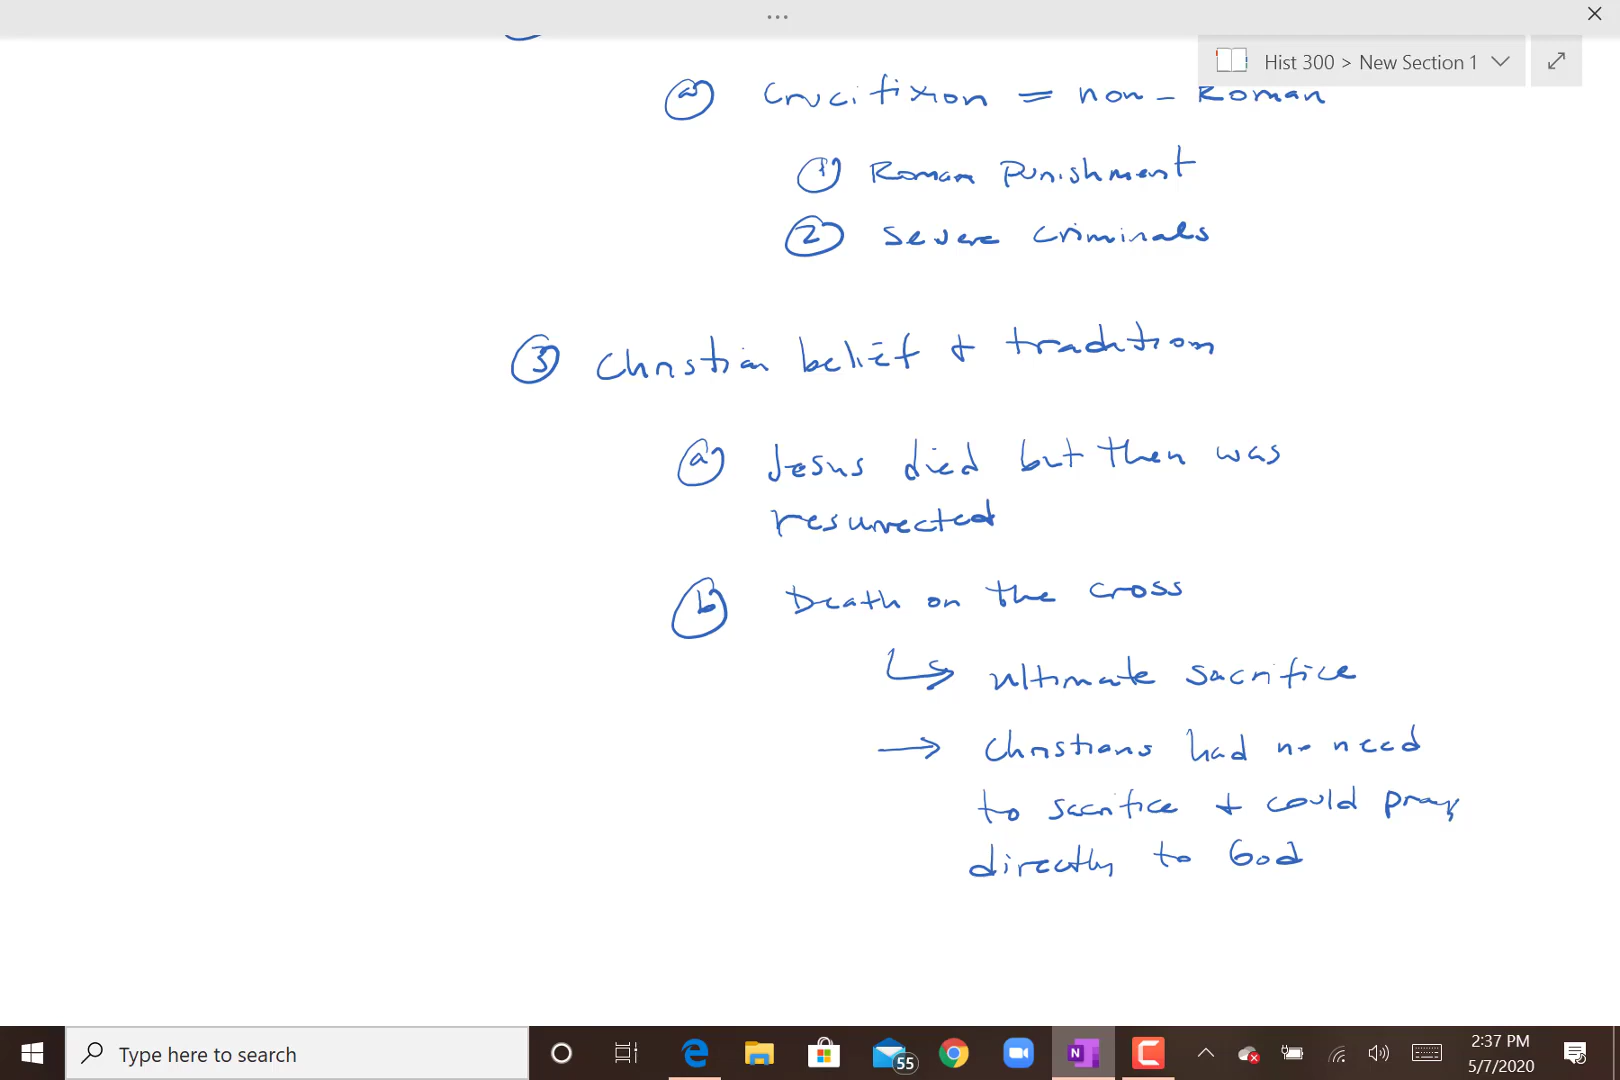 Hist 300 > New Section 1
a Crucifixion = non-Roman
1 Roman Punishment
2 Severe Criminals
3 Christian belief + tradition
a Jesus died but then was
resurrected
b Death on the cross
↳ ultimate sacrifice
→ Christians had no need
to sacrifice + could pray
directly to God
Type here to search
55
N
2:37 PM
5/7/2020